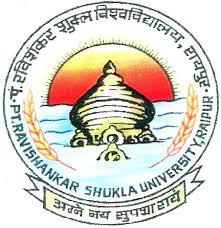 पं. रविशंकर शुक्ल विश्वविद्यालय, रायपुर
PT. RAVISHANKAR SHUKLA UNIVERSITY, RAIPUR
अग्ने नय सुपथा राये